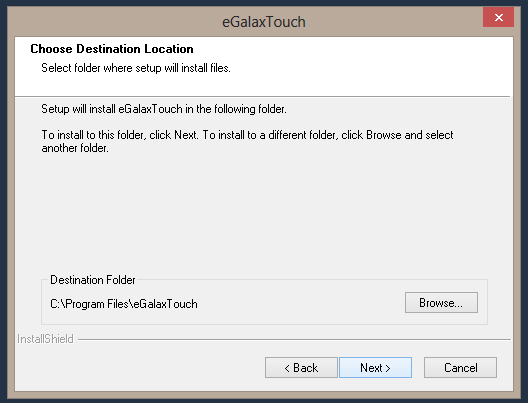 eGalaxTouch
Choose Destination Location
Select folder where setup will install files.
Setup will install eGalaxTouch in the following folder.
To install to this folder, click Next. To install to a different folder, click Browse and select
another folder.
Destination Folder
C:\Program Files\eGalaxTouch
Browse...
InstallShield
< Back
Next >
Cancel